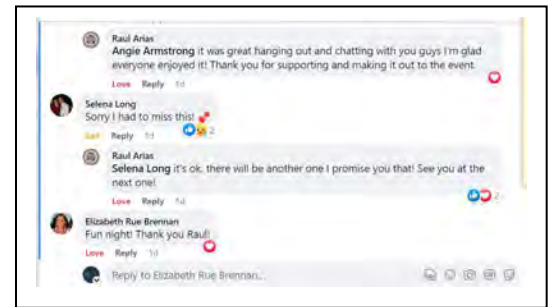 Raul Arias
Angie Armstrong it was great hanging out and chatting with you guys I'm glad
everyone enjoyed it! Thank you for supporting and making it out to the event.
Love Reply 1d
Selena Long
Sorry I had to miss this!
Sad Reply 1d 2
Raul Arias
Selena Long it's ok, there will be another one I promise you that! See you at the
next one!
Love Reply 1d 2
Elizabeth Rue Brennan
Fun night! Thank you Raul!
Love Reply 1d
Reply to Elizabeth Rue Brennan...